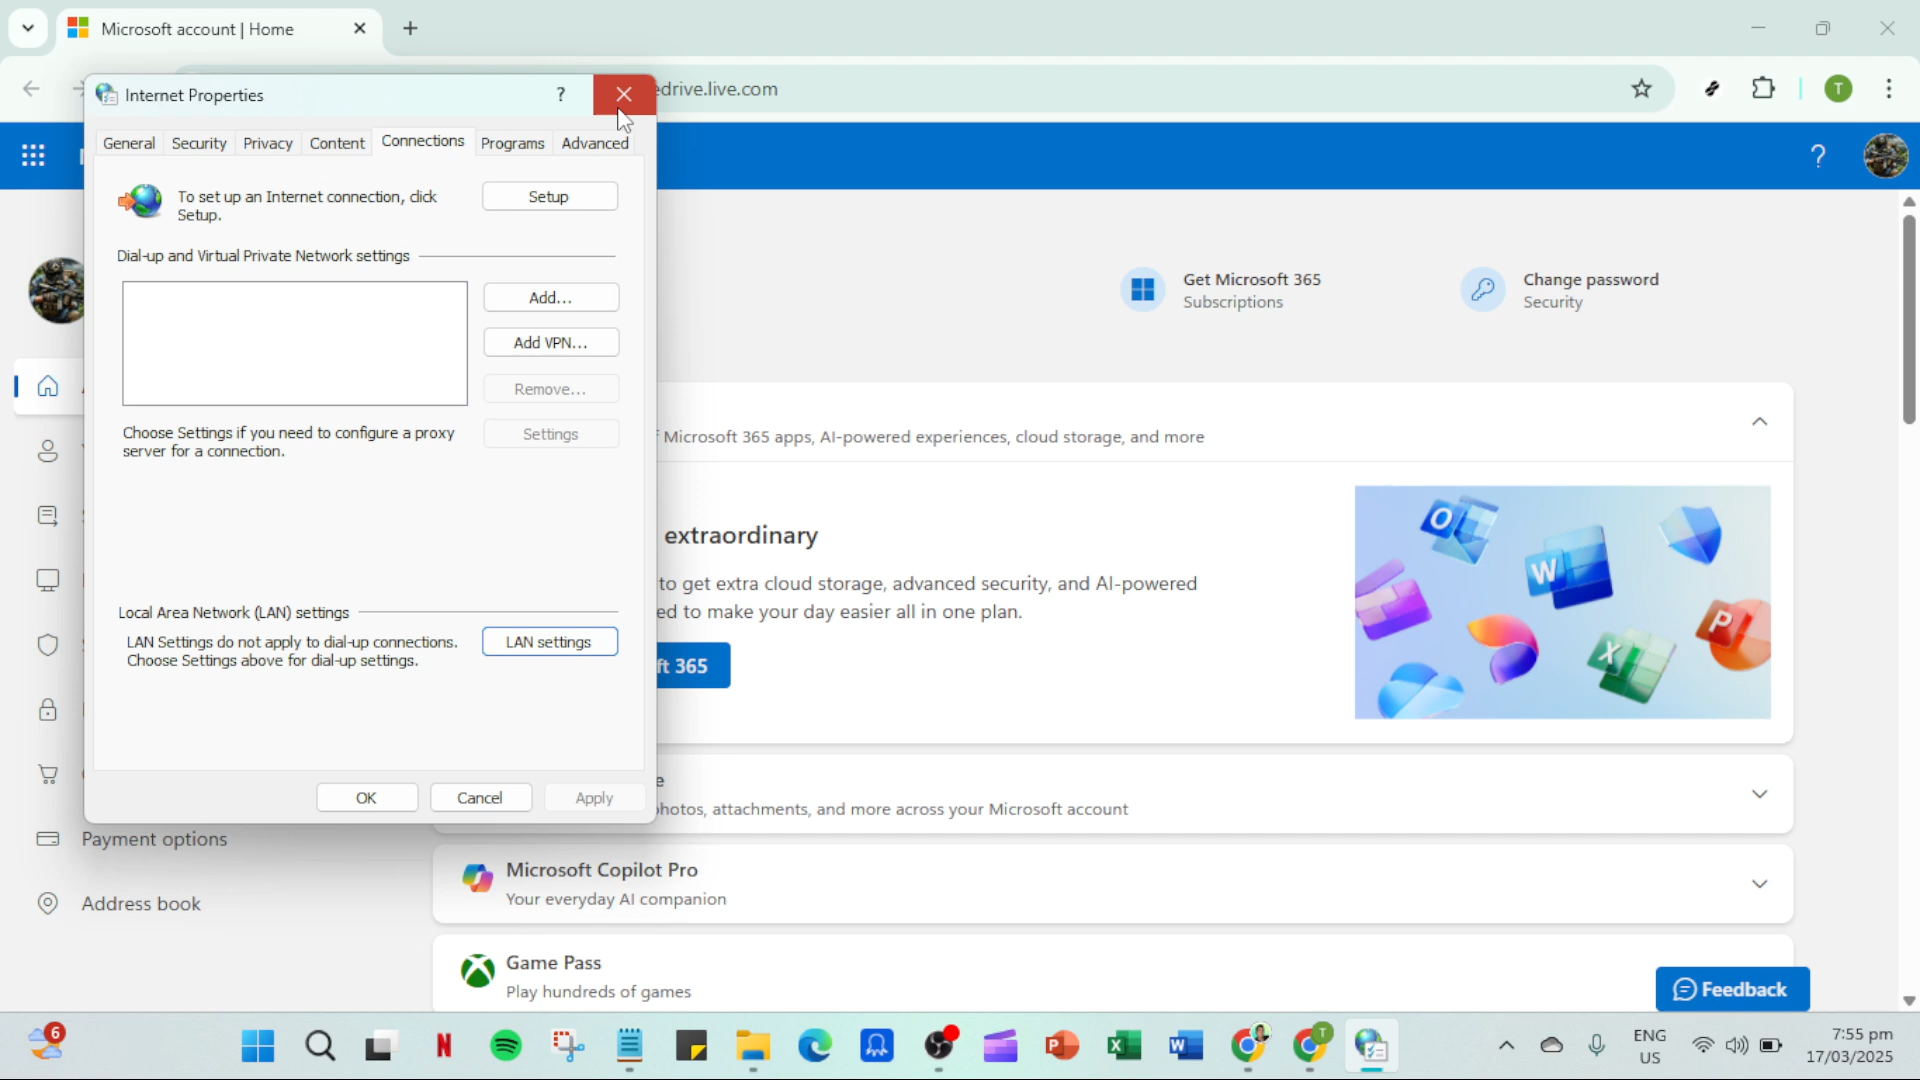 Microsoft account | Home
edrive.live.com
T
Internet Properties
?
General
Security
Privacy
Content
Connections
Programs
Advanced
To set up an Internet connection, click
Setup.
Setup
Dial-up and Virtual Private Network settings
Add...
Add VPN...
Remove...
Choose Settings if you need to configure a proxy
server for a connection.
Settings
Local Area Network (LAN) settings
LAN Settings do not apply to dial-up connections.
Choose Settings above for dial-up settings.
LAN settings
OK
Cancel
Apply
?
Get Microsoft 365
Subscriptions
Change password
Security
Microsoft 365 apps, AI-powered experiences, cloud storage, and more
extraordinary
to get extra cloud storage, advanced security, and AI-powered
ed to make your day easier all in one plan.
ft 365
O
W
X
P
e
hotos, attachments, and more across your Microsoft account
Payment options
Address book
Microsoft Copilot Pro
Your everyday AI companion
Game Pass
Play hundreds of games
Feedback
6
N
P
X
W
T
ENG
US
7:55 pm
17/03/2025